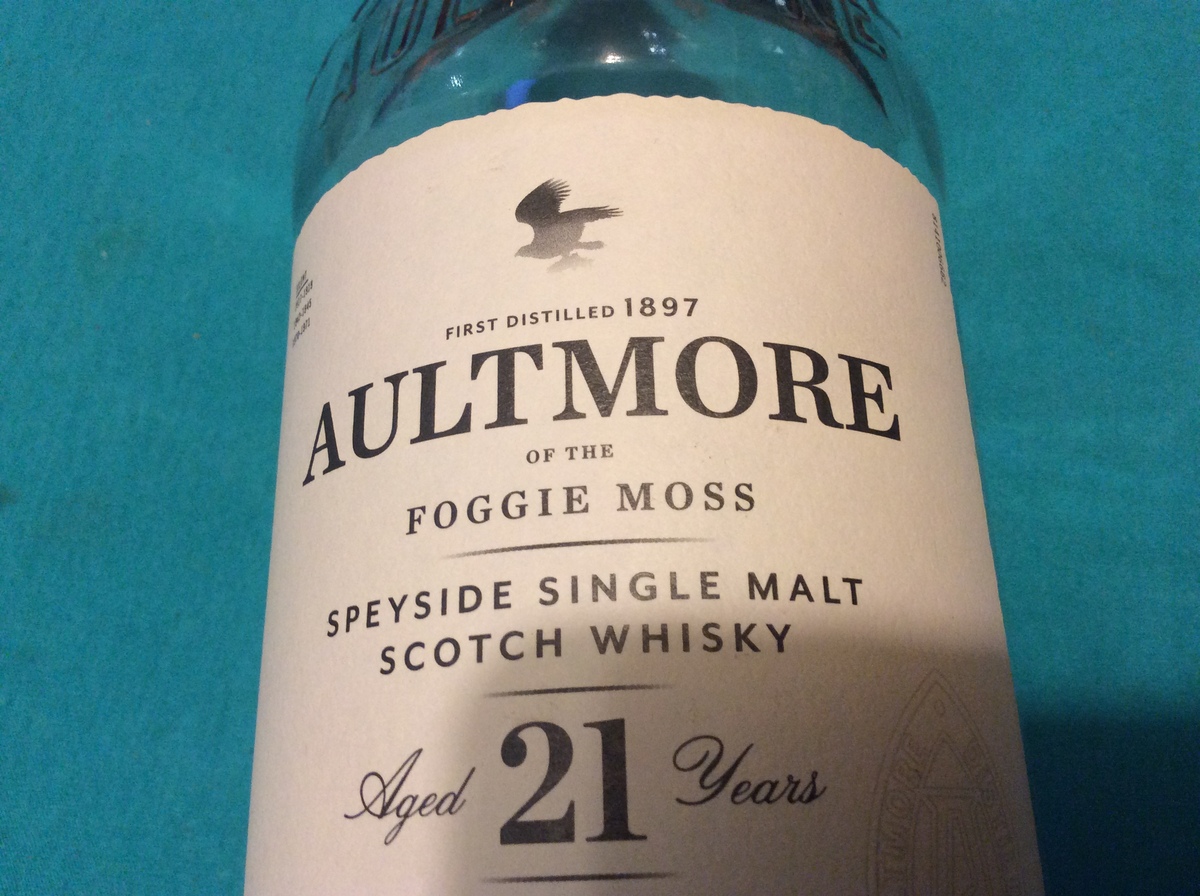 FIRST DISTILLED 1897
AULTMORE
OF THE
FOGGIE MOSS
SPEYSIDE SINGLE MALT
SCOTCH WHISKY
Aged 21 Years